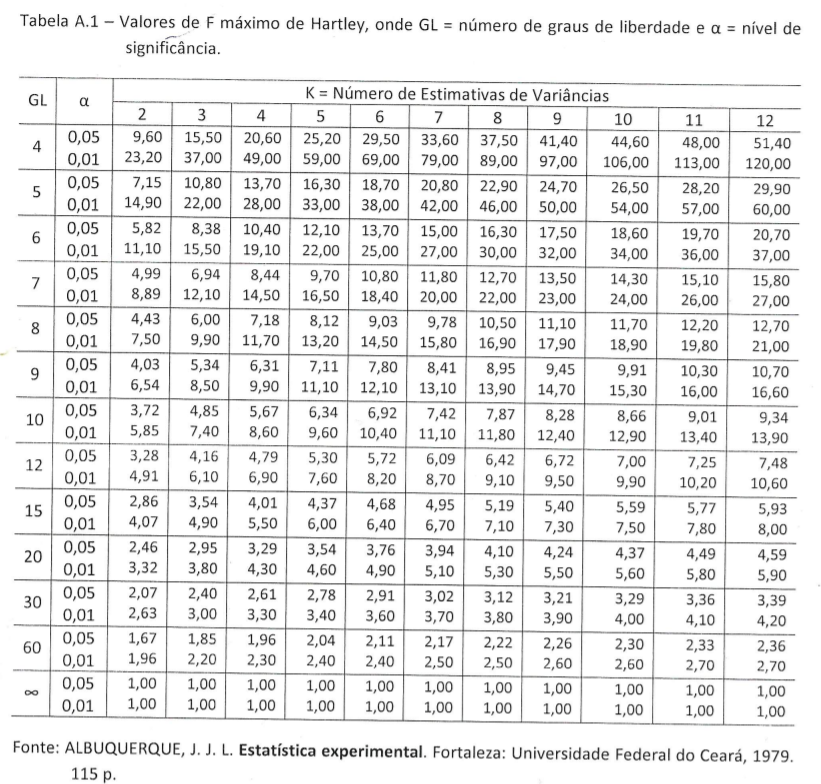 Tabela A.1 – Valores de F máximo de Hartley, onde GL = número de graus de liberdade e α = nível de
significância.
K = Número de Estimativas de Variâncias
GL α
2 3 4 5 6 7 8 9 10 11 12
4 0,05 9,60 15,50 20,60 25,20 29,50 33,60 37,50 41,40 44,60 48,00 51,40
0,01 23,20 37,00 49,00 59,00 69,00 79,00 89,00 97,00 106,00 113,00 120,00
5 0,05 7,15 10,80 13,70 16,30 18,70 20,80 22,90 24,70 26,50 28,20 29,90
0,01 14,90 22,00 28,00 33,00 38,00 42,00 46,00 50,00 54,00 57,00 60,00
6 0,05 5,82 8,38 10,40 12,10 13,70 15,00 16,30 17,50 18,60 19,70 20,70
0,01 11,10 15,50 19,10 22,00 25,00 27,00 30,00 32,00 34,00 36,00 37,00
7 0,05 4,99 6,94 8,44 9,70 10,80 11,80 12,70 13,50 14,30 15,10 15,80
0,01 8,89 12,10 14,50 16,50 18,40 20,00 22,00 23,00 24,00 26,00 27,00
8 0,05 4,43 6,00 7,18 8,12 9,03 9,78 10,50 11,10 11,70 12,20 12,70
0,01 7,50 9,90 11,70 13,20 14,50 15,80 16,90 17,90 18,90 19,80 21,00
9 0,05 4,03 5,34 6,31 7,11 7,80 8,41 8,95 9,45 9,91 10,30 10,70
0,01 6,54 8,50 9,90 11,10 12,10 13,10 13,90 14,70 15,30 16,00 16,60
10 0,05 3,72 4,85 5,67 6,34 6,92 7,42 7,87 8,28 8,66 9,01 9,34
0,01 5,85 7,40 8,60 9,60 10,40 11,10 11,80 12,40 12,90 13,40 13,90
12 0,05 3,28 4,16 4,79 5,30 5,72 6,09 6,42 6,72 7,00 7,25 7,48
0,01 4,91 6,10 6,90 7,60 8,20 8,70 9,10 9,50 9,90 10,20 10,60
15 0,05 2,86 3,54 4,01 4,37 4,68 4,95 5,19 5,40 5,59 5,77 5,93
0,01 4,07 4,90 5,50 6,00 6,40 6,70 7,10 7,30 7,50 7,80 8,00
20 0,05 2,46 2,95 3,29 3,54 3,76 3,94 4,10 4,24 4,37 4,49 4,59
0,01 3,32 3,80 4,30 4,60 4,90 5,10 5,30 5,50 5,60 5,80 5,90
30 0,05 2,07 2,40 2,61 2,78 2,91 3,02 3,12 3,21 3,29 3,36 3,39
0,01 2,63 3,00 3,30 3,40 3,60 3,70 3,80 3,90 4,00 4,10 4,20
60 0,05 1,67 1,85 1,96 2,04 2,11 2,17 2,22 2,26 2,30 2,33 2,36
0,01 1,96 2,20 2,30 2,40 2,40 2,50 2,50 2,60 2,60 2,70 2,70
∞ 0,05 1,00 1,00 1,00 1,00 1,00 1,00 1,00 1,00 1,00 1,00 1,00
0,01 1,00 1,00 1,00 1,00 1,00 1,00 1,00 1,00 1,00 1,00 1,00
Fonte: ALBUQUERQUE, J. J. L. Estatística experimental. Fortaleza: Universidade Federal do Ceará, 1979.
115 p.